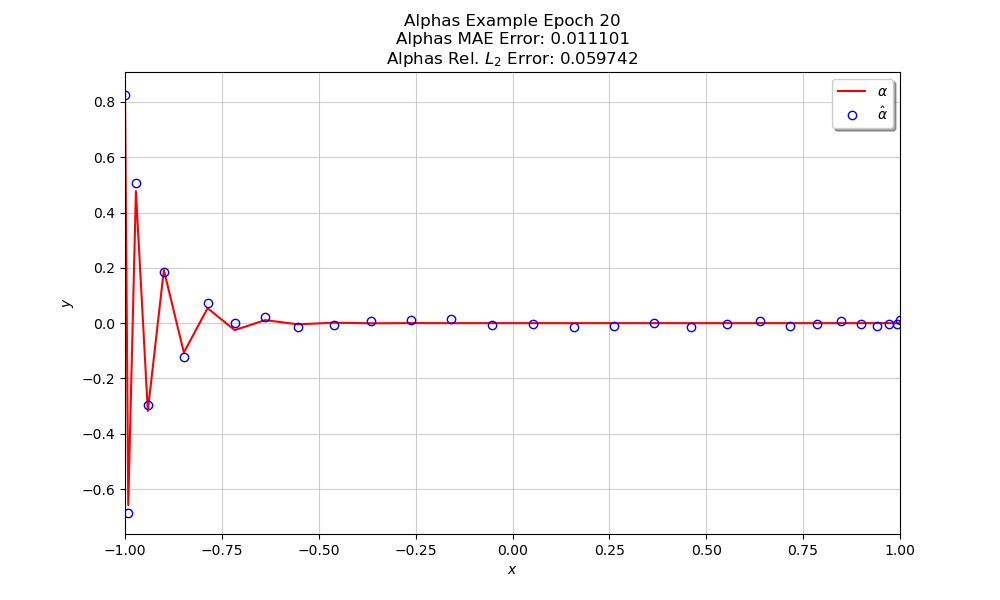 Alphas Example Epoch 20
Alphas MAE Error: 0.011101
Alphas Rel. L₂ Error: 0.059742
α
α̂
0.8
0.6
0.4
0.2
0.0
−0.2
−0.4
−0.6
y
−1.00 −0.75 −0.50 −0.25 0.00 0.25 0.50 0.75 1.00
x